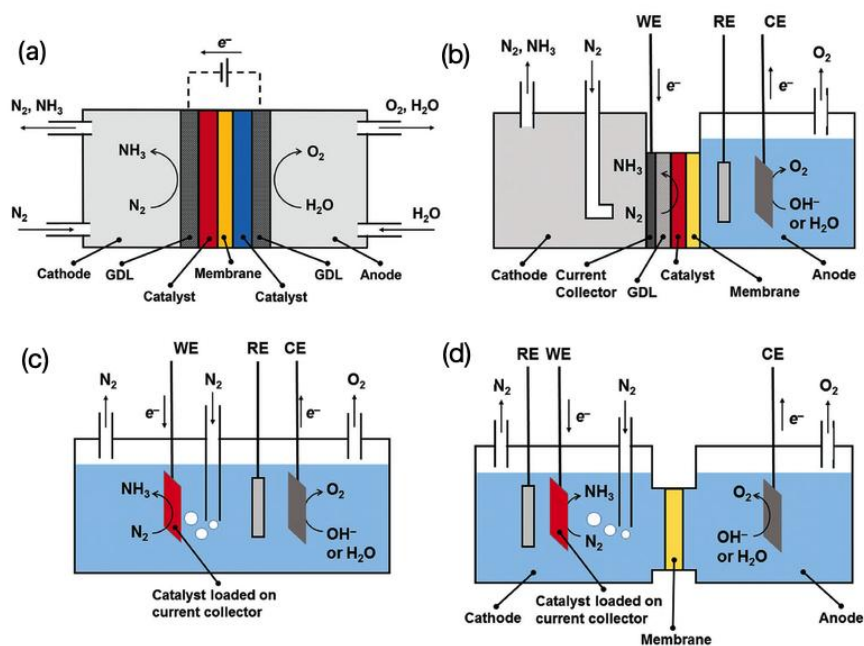 (a)
e⁻
N₂, NH₃
O₂, H₂O
NH₃
O₂
N₂
H₂O
N₂
H₂O
Cathode
GDL
Membrane
GDL
Anode
Catalyst
Catalyst
(b)
WE
RE
CE
N₂, NH₃
N₂
O₂
e⁻
e⁻
NH₃
N₂
O₂
OH⁻
or H₂O
Cathode
Current
Collector
GDL
Catalyst
Membrane
Anode
(c)
WE
RE
CE
N₂
N₂
O₂
e⁻
e⁻
NH₃
N₂
O₂
OH⁻
or H₂O
Catalyst loaded on
current collector
(d)
RE
WE
CE
N₂
N₂
O₂
e⁻
e⁻
NH₃
N₂
O₂
OH⁻
or H₂O
Cathode
Catalyst loaded on
current collector
Membrane
Anode